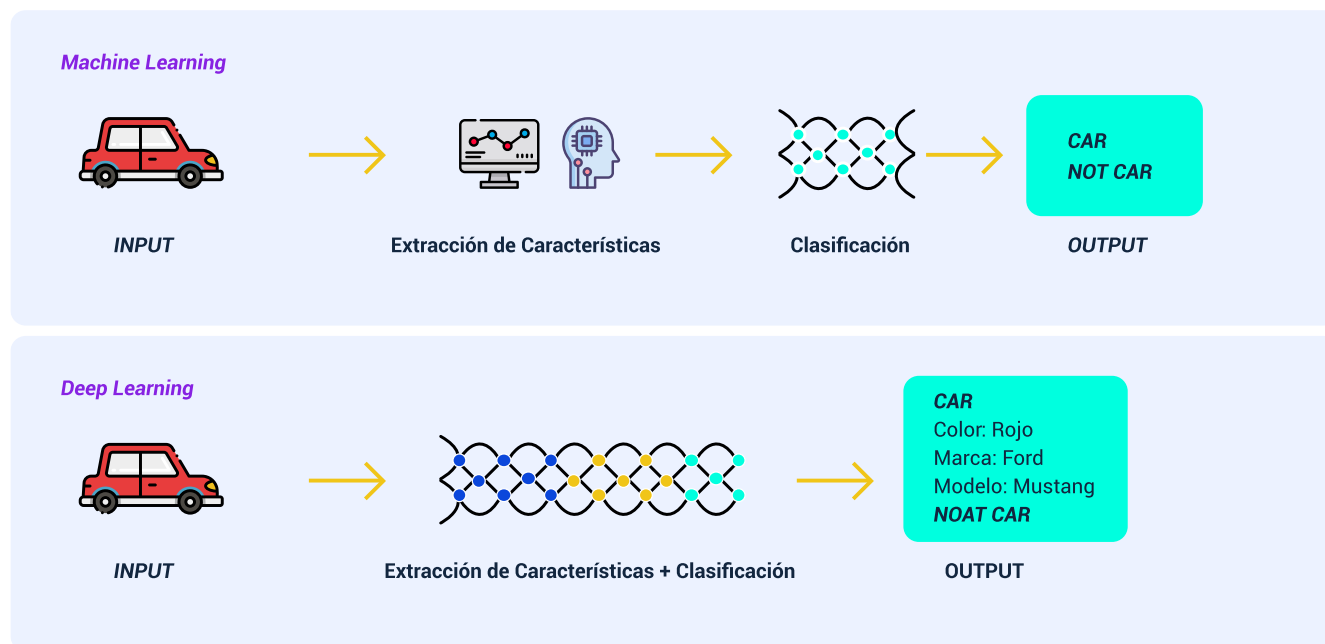 Machine Learning
INPUT
Extracción de Características
Clasificación
CAR
NOT CAR
OUTPUT
Deep Learning
INPUT
Extracción de Características + Clasificación
CAR
Color: Rojo
Marca: Ford
Modelo: Mustang
NOAT CAR
OUTPUT